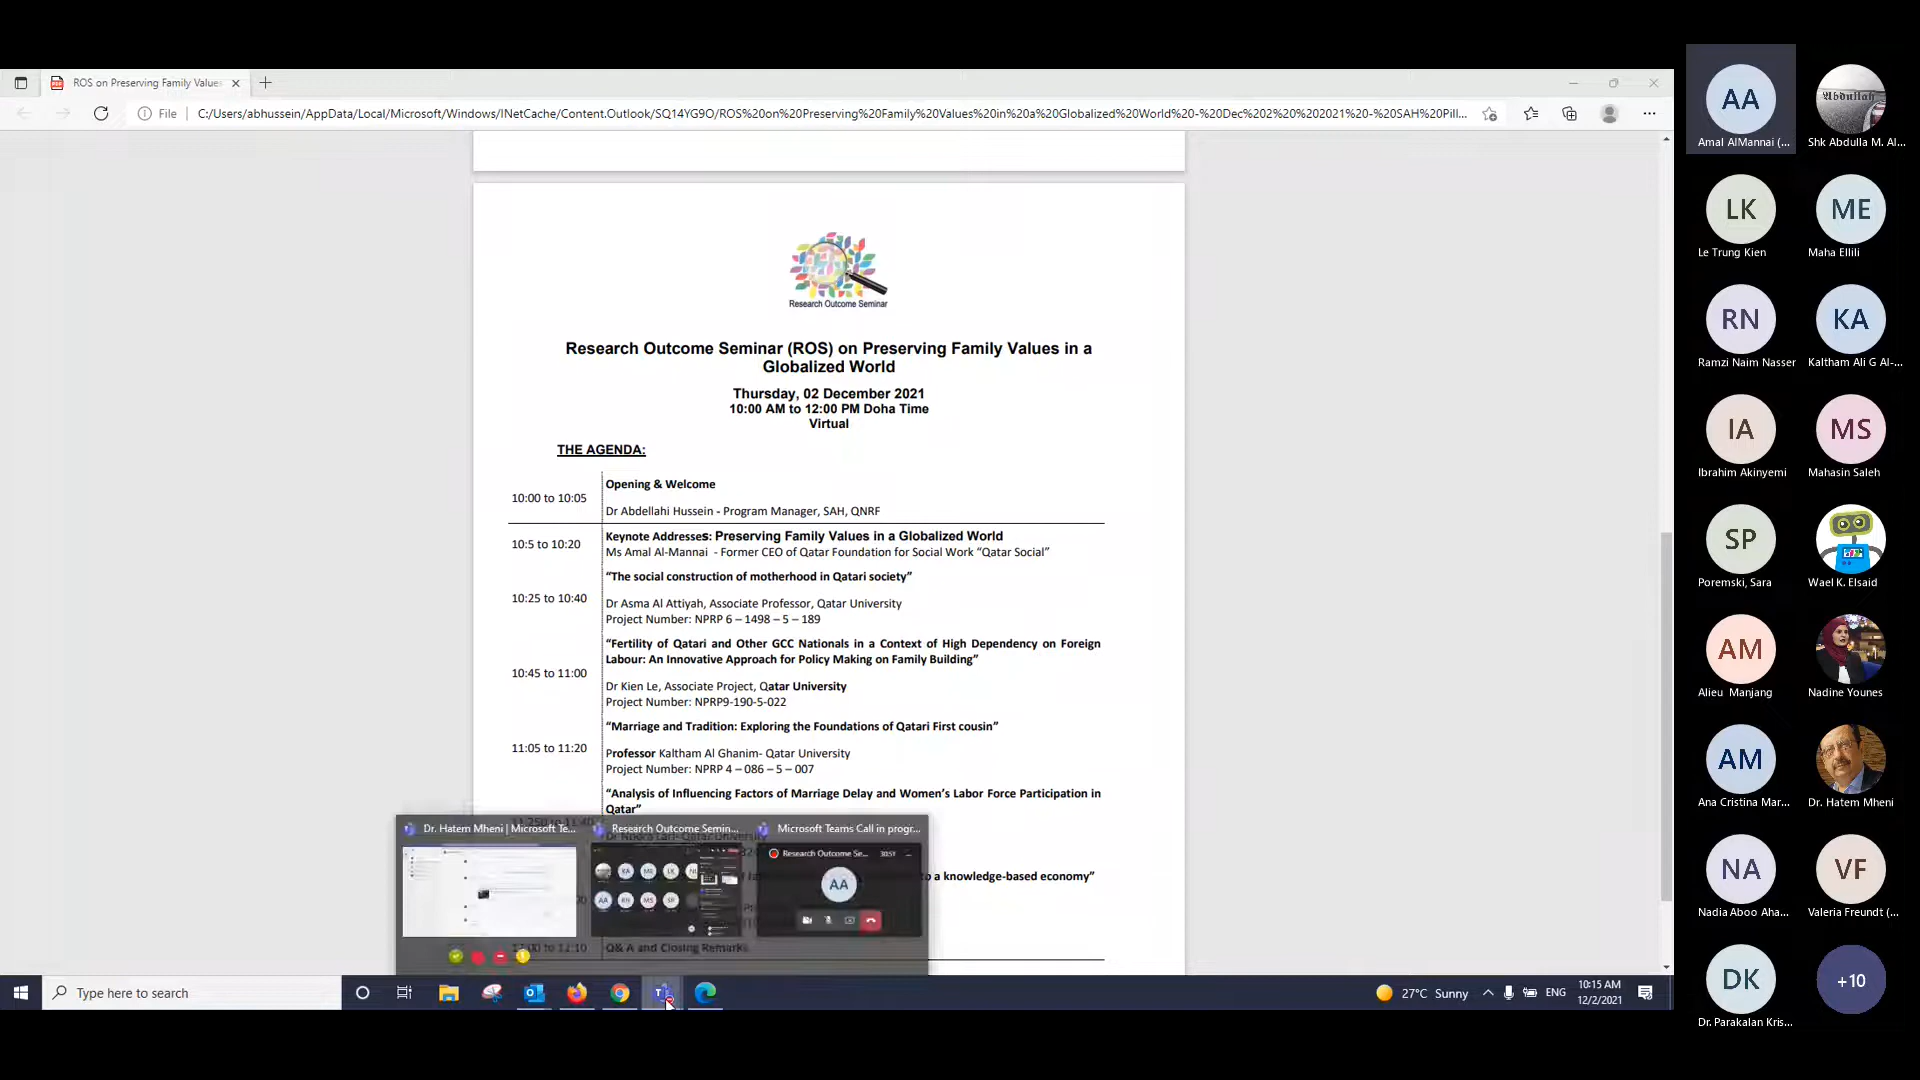 ROS on Preserving Family Values
File
C:/Users/abhussein/AppData/Local/Microsoft/Windows/INetCache/Content.Outlook/SQ14YG9O/ROS%20on%20Preserving%20Family%20Values%20in%20a%20Globalized%20World%20-%20Dec%202%20%202021%20-%20SAH%20Pill...
Research Outcome Seminar
Research Outcome Seminar (ROS) on Preserving Family Values in a
Globalized World
Thursday, 02 December 2021
10:00 AM to 12:00 PM Doha Time
Virtual
THE AGENDA:
Opening & Welcome
10:00 to 10:05
Dr Abdellahi Hussein - Program Manager, SAH, QNRF
Keynote Addresses: Preserving Family Values in a Globalized World
10:5 to 10:20
Ms Amal Al-Mannai - Former CEO of Qatar Foundation for Social Work “Qatar Social”
“The social construction of motherhood in Qatari society”
10:25 to 10:40
Dr Asma Al Attiyah, Associate Professor, Qatar University
Project Number: NPRP 6 – 1498 – 5 – 189
“Fertility of Qatari and Other GCC Nationals in a Context of High Dependency on Foreign
Labour: An Innovative Approach for Policy Making on Family Building”
10:45 to 11:00
Dr Kien Le, Associate Project, Qatar University
Project Number: NPRP9-190-5-022
“Marriage and Tradition: Exploring the Foundations of Qatari First cousin”
11:05 to 11:20
Professor Kaltham Al Ghanim- Qatar University
Project Number: NPRP 4 – 086 – 5 – 007
“Analysis of Influencing Factors of Marriage Delay and Women’s Labor Force Participation in
Qatar”
Dr. Hatem Mheni | Microsoft Te...
Research Outcome Semin...
Microsoft Teams Call in progr...
Research Outcome Se...
30:51
AA
to a knowledge-based economy”
Q& A and Closing Remarks
Type here to search
27°C Sunny
ENG
10:15 AM
12/2/2021
AA
Amal AlMannai (...
Abdullah
Shk Abdulla M. Al...
LK
Le Trung Kien
ME
Maha Ellili
RN
Ramzi Naim Nasser
KA
Kaltham Ali G Al-...
IA
Ibrahim Akinyemi
MS
Mahasin Saleh
SP
Poremski, Sara
Wael K. Elsaid
AM
Alieu Manjang
Nadine Younes
AM
Ana Cristina Mar...
Dr. Hatem Mheni
NA
Nadia Aboo Aha...
VF
Valeria Freundt (...
DK
Dr. Parakalan Kris...
+10